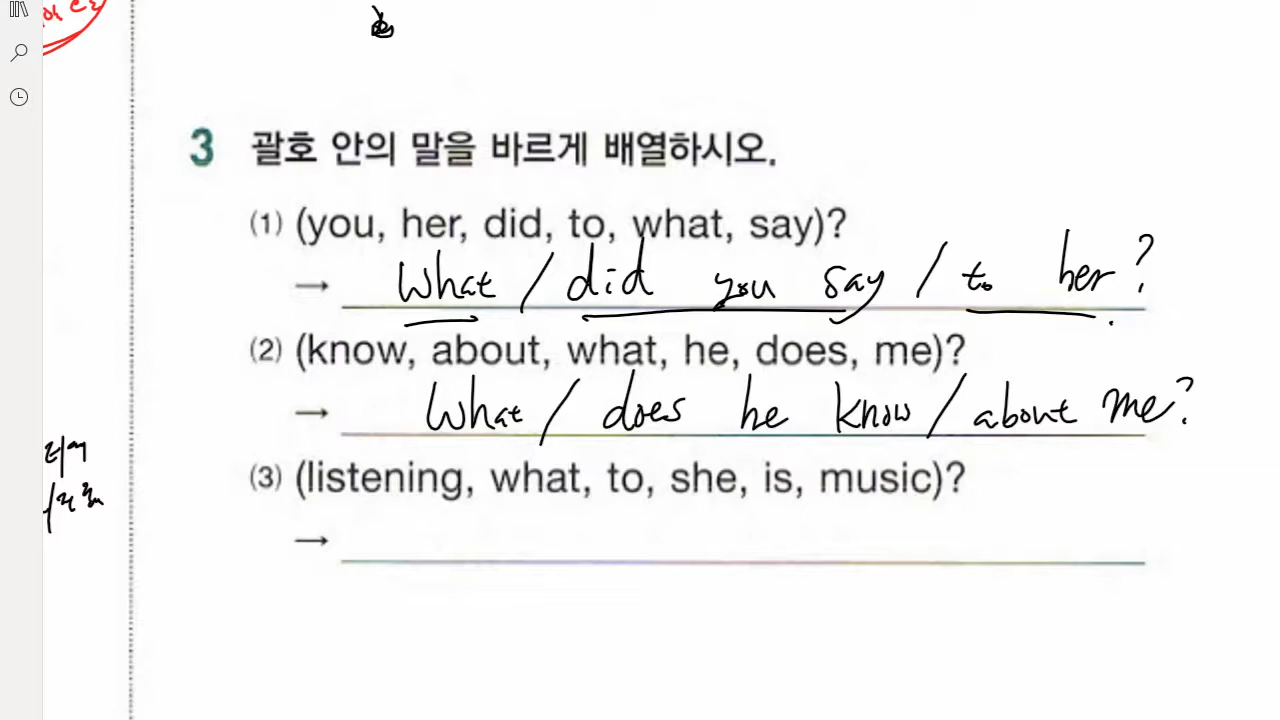 3 괄호 안의 말을 바르게 배열하시오.
(1) (you, her, did, to, what, say)?
→ What / did you say / to her?
(2) (know, about, what, he, does, me)?
→ What / does he know / about me?
(3) (listening, what, to, she, is, music)?
→